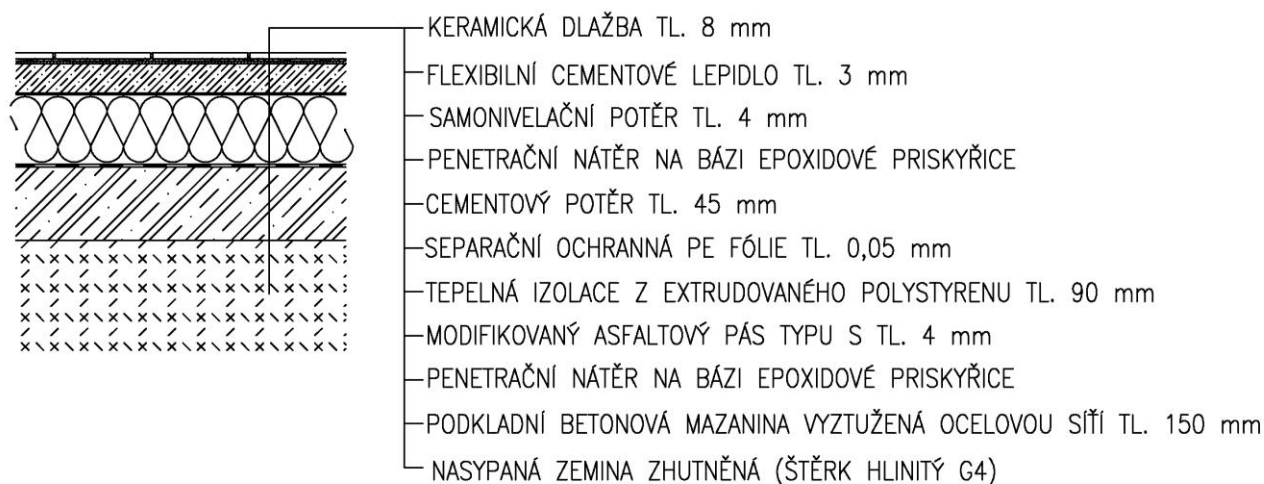 KERAMICKÁ DLAŽBA TL. 8 mm
FLEXIBILNÍ CEMENTOVÉ LEPIDLO TL. 3 mm
SAMONIVELAČNÍ POTĚR TL. 4 mm
PENETRAČNÍ NÁTĚR NA BÁZI EPOXIDOVÉ PRISKYŘICE
CEMENTOVÝ POTĚR TL. 45 mm
SEPARAČNÍ OCHRANNÁ PE FÓLIE TL. 0,05 mm
TEPELNÁ IZOLACE Z EXTRUDOVANÉHO POLYSTYRENU TL. 90 mm
MODIFIKOVANÝ ASFALTOVÝ PÁS TYPU S TL. 4 mm
PENETRAČNÍ NÁTĚR NA BÁZI EPOXIDOVÉ PRISKYŘICE
PODKLADNÍ BETONOVÁ MAZANINA VYZTUŽENÁ OCELOVOU SÍŤÍ TL. 150 mm
NASYPANÁ ZEMINA ZHUTNĚNÁ (ŠTĚRK HLINITÝ G4)